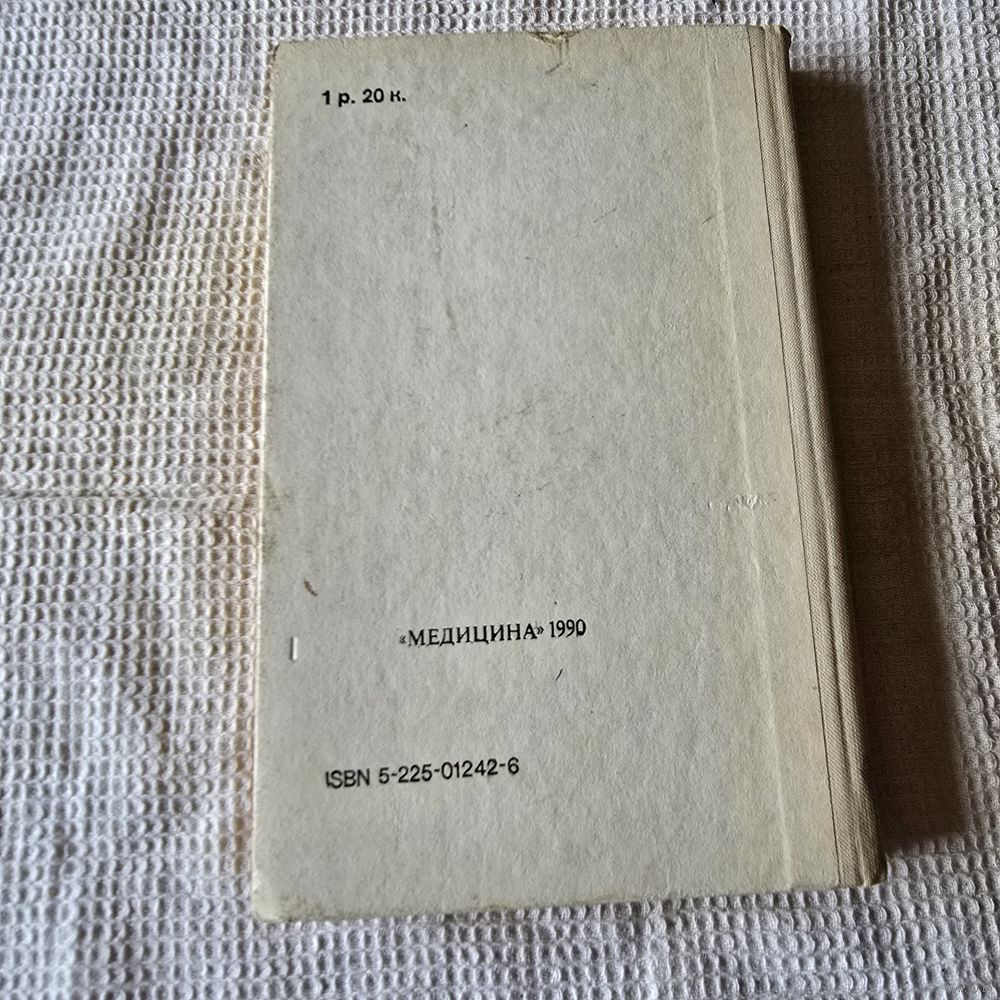 1 р. 20 к.
«МЕДИЦИНА» 1990
ISBN 5-225-01242-6